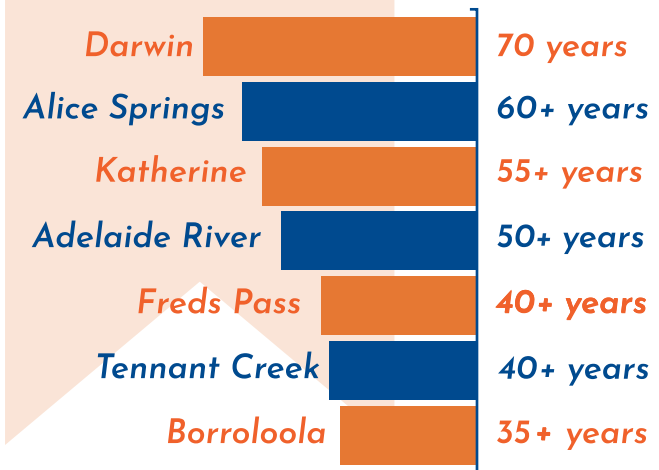 Darwin 70 years
Alice Springs 60+ years
Katherine 55+ years
Adelaide River 50+ years
Freds Pass 40+ years
Tennant Creek 40+ years
Borroloola 35+ years